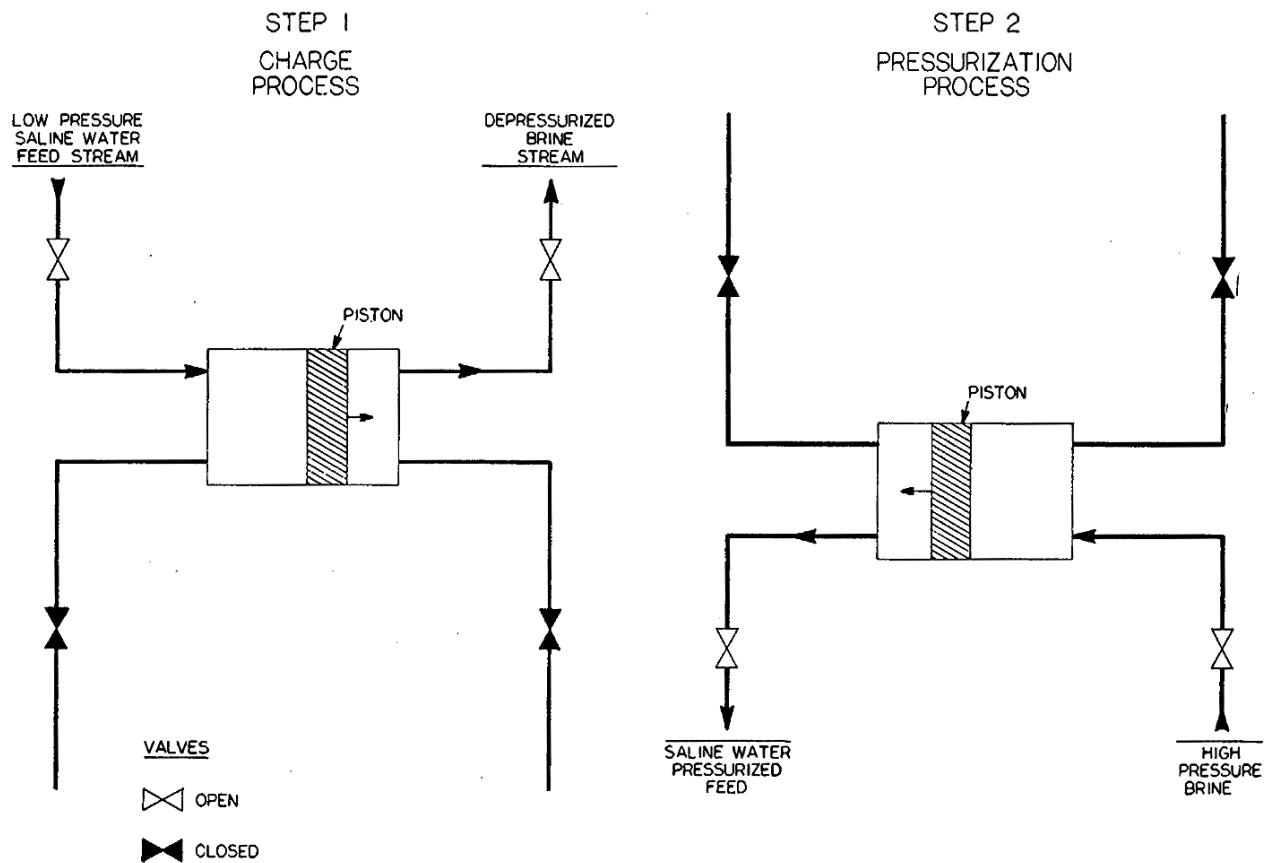 STEP 1
CHARGE
PROCESS
LOW PRESSURE
SALINE WATER
FEED STREAM
DEPRESSURIZED
BRINE
STREAM
PISTON
VALVES
OPEN
CLOSED
STEP 2
PRESSURIZATION
PROCESS
PISTON
SALINE WATER
PRESSURIZED
FEED
HIGH
PRESSURE
BRINE